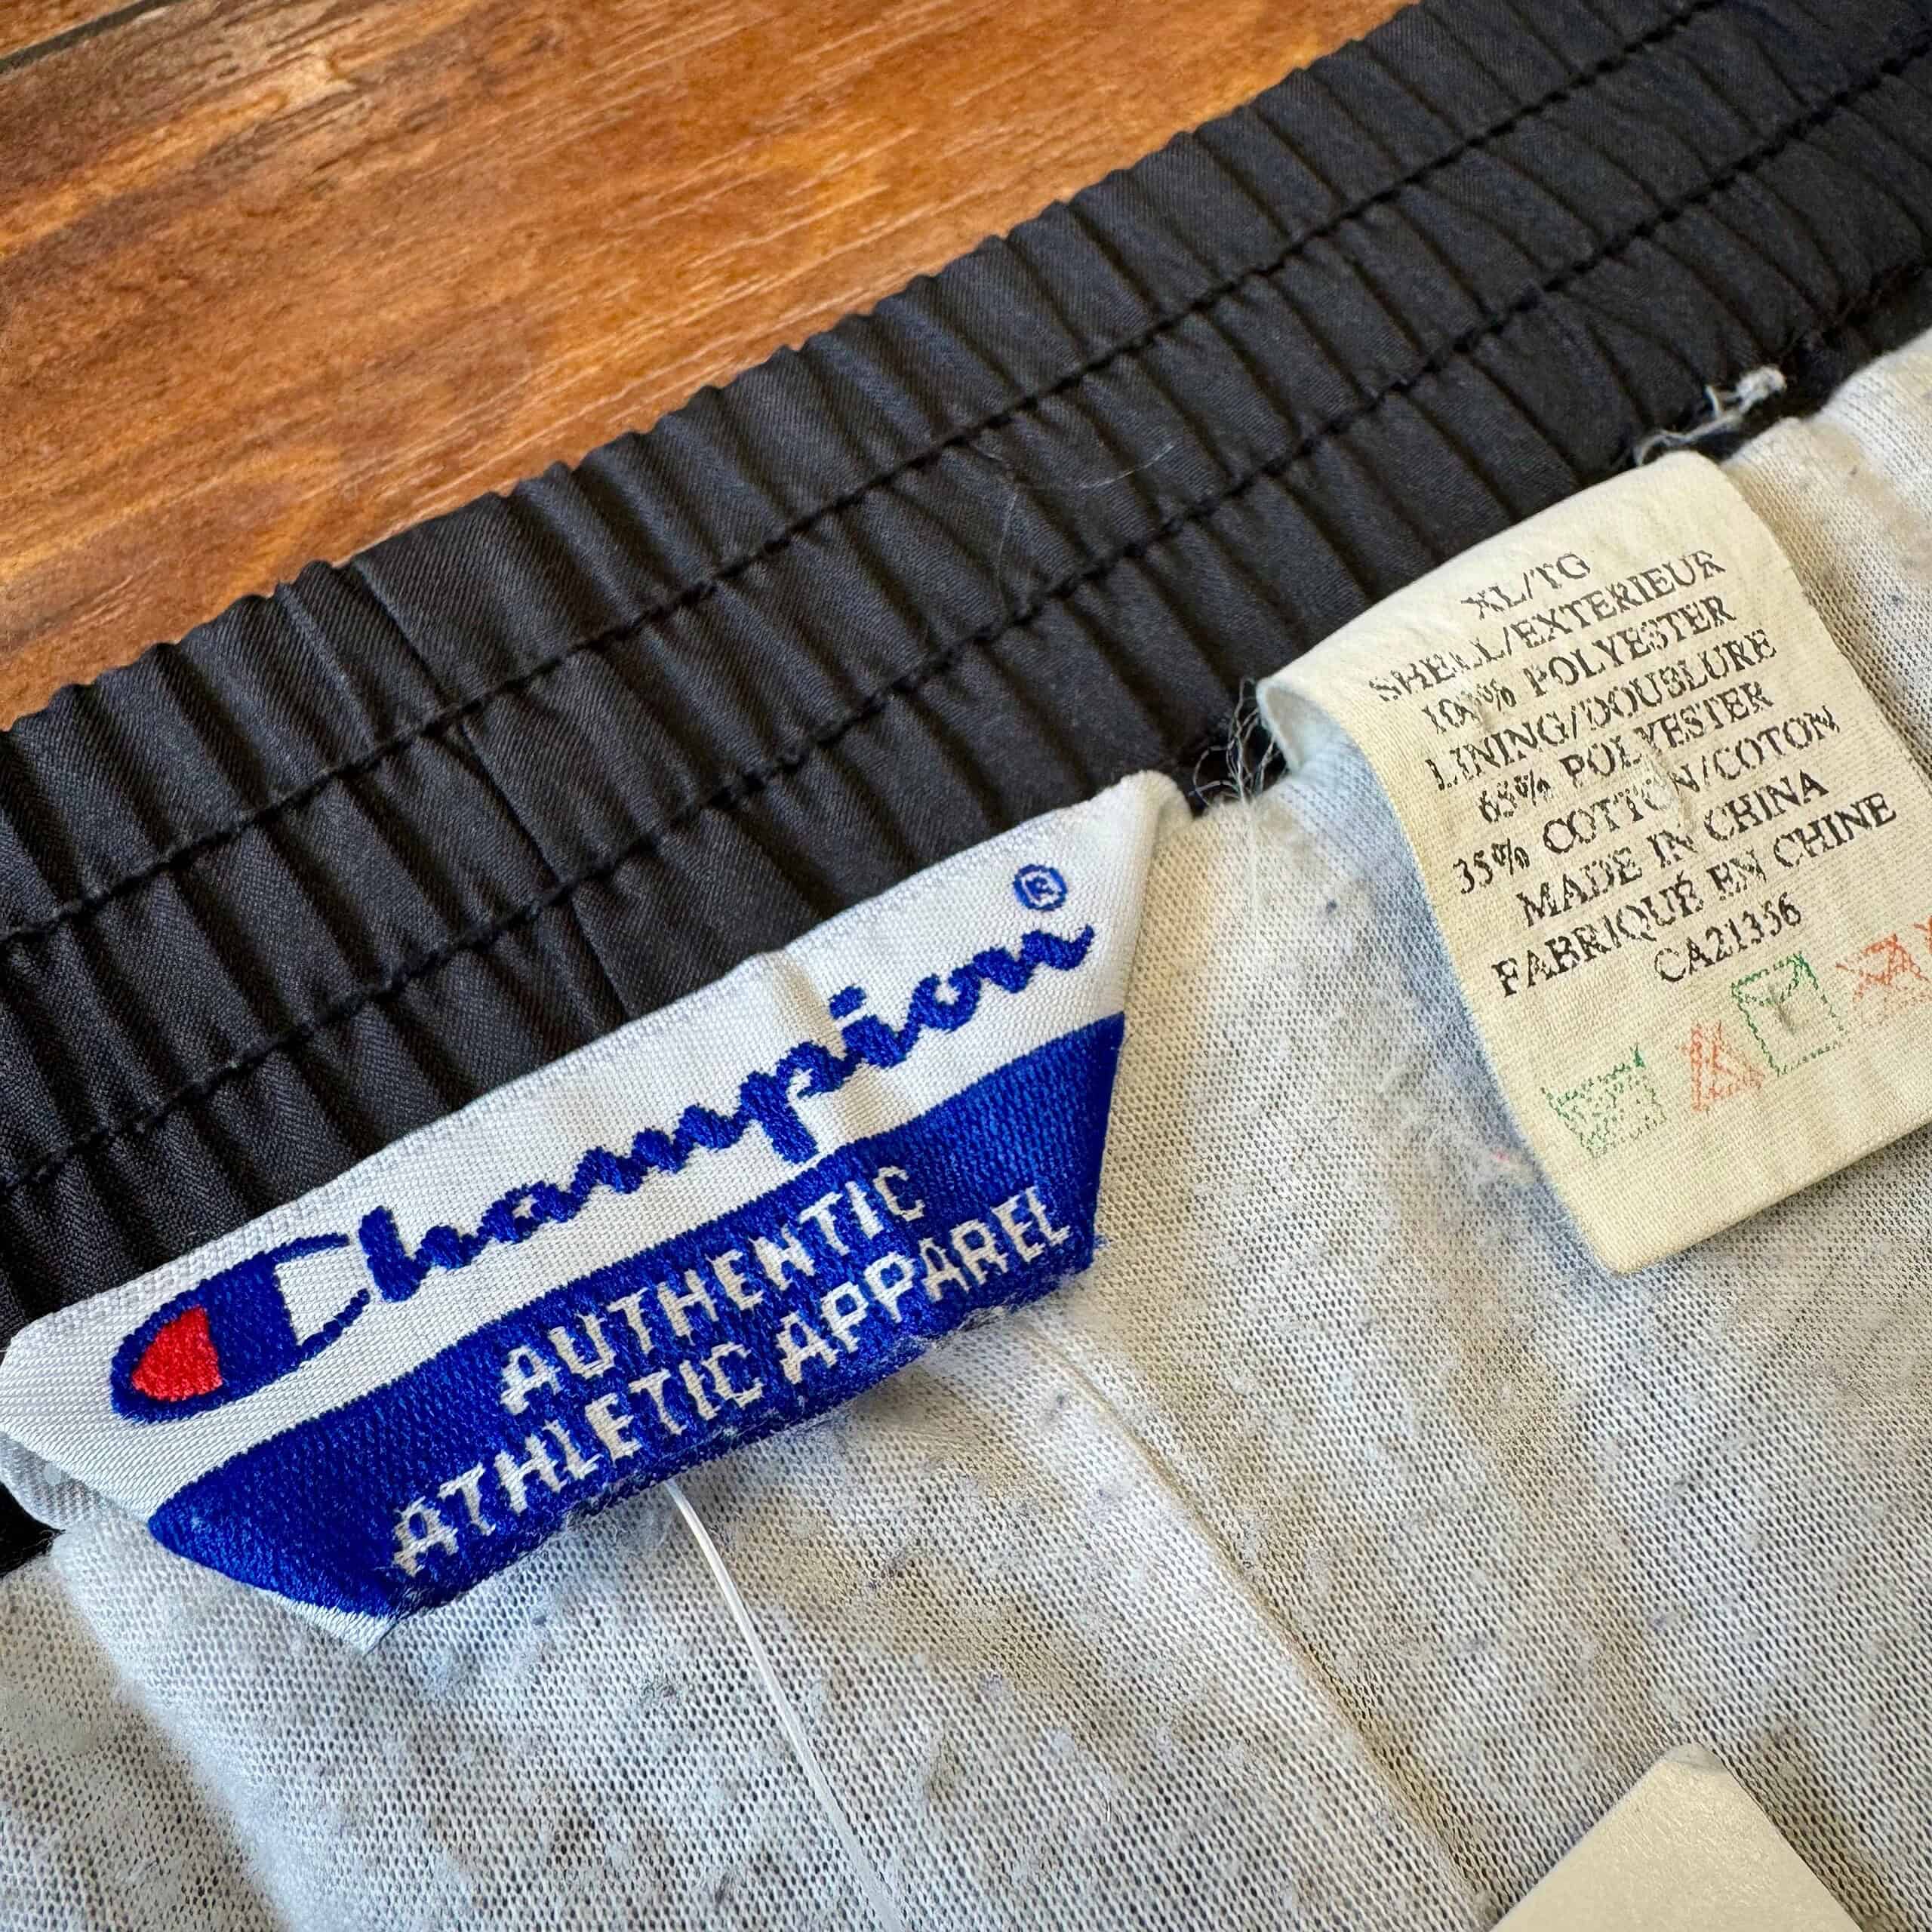 Champion®
AUTHENTIC
ATHLETIC APPAREL
XL/TG
SHELL/EXTERIEUR
100% POLYESTER
LINING/DOUBLURE
65% POLYESTER
35% COTTON/COTON
MADE IN CHINA
FABRIQUÉ EN CHINE
CA21356